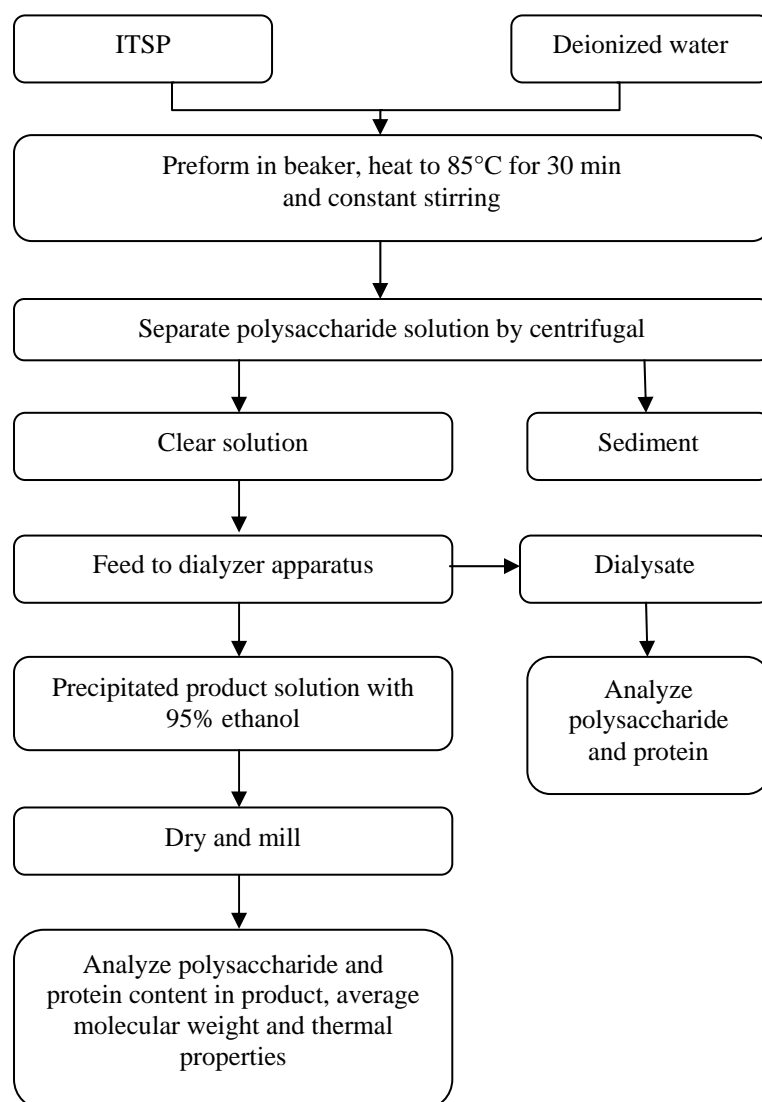 ITSP
Deionized water
Preform in beaker, heat to 85°C for 30 min
and constant stirring
Separate polysaccharide solution by centrifugal
Clear solution
Sediment
Feed to dialyzer apparatus
Dialysate
Precipitated product solution with
95% ethanol
Analyze
polysaccharide
and protein
Dry and mill
Analyze polysaccharide and
protein content in product, average
molecular weight and thermal
properties